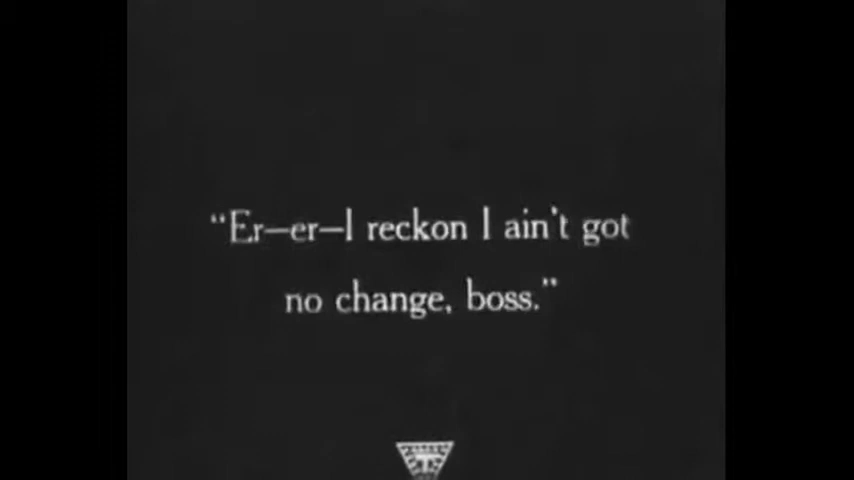 “Er—er—I reckon I ain't got
no change, boss.”